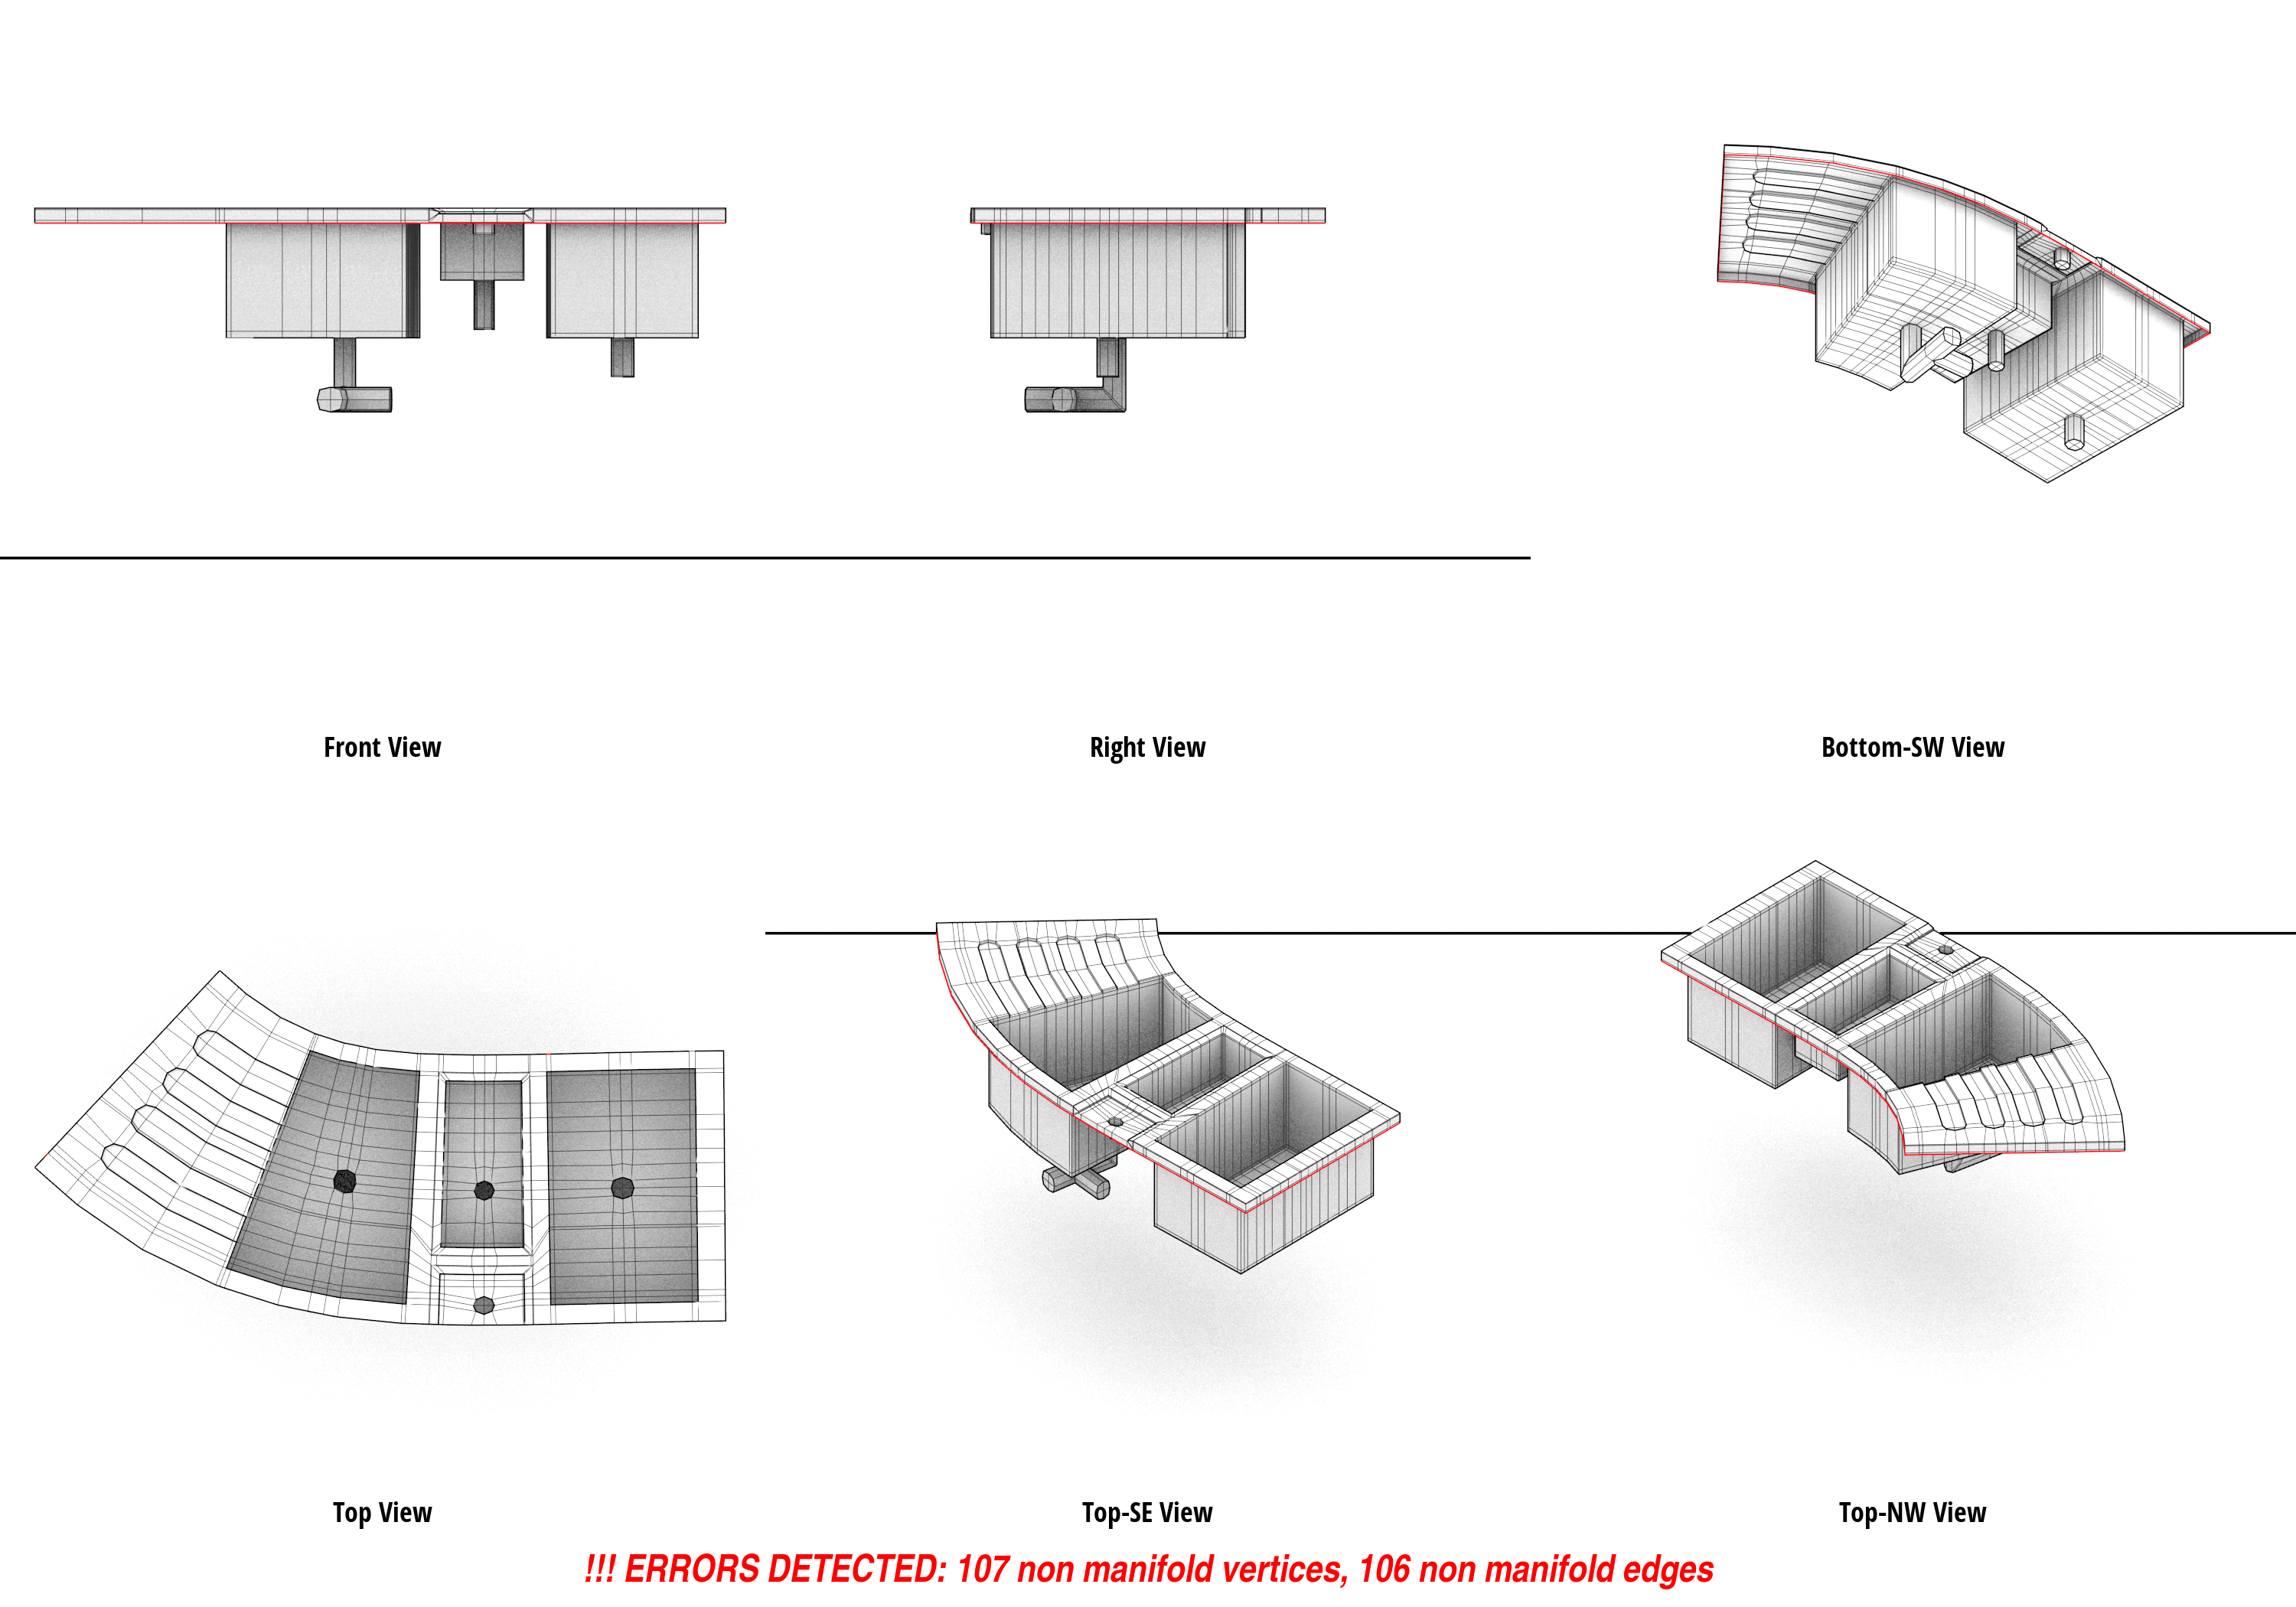 Front View
Right View
Bottom-SW View
Top View
Top-SE View
Top-NW View
!!! ERRORS DETECTED: 107 non manifold vertices, 106 non manifold edges